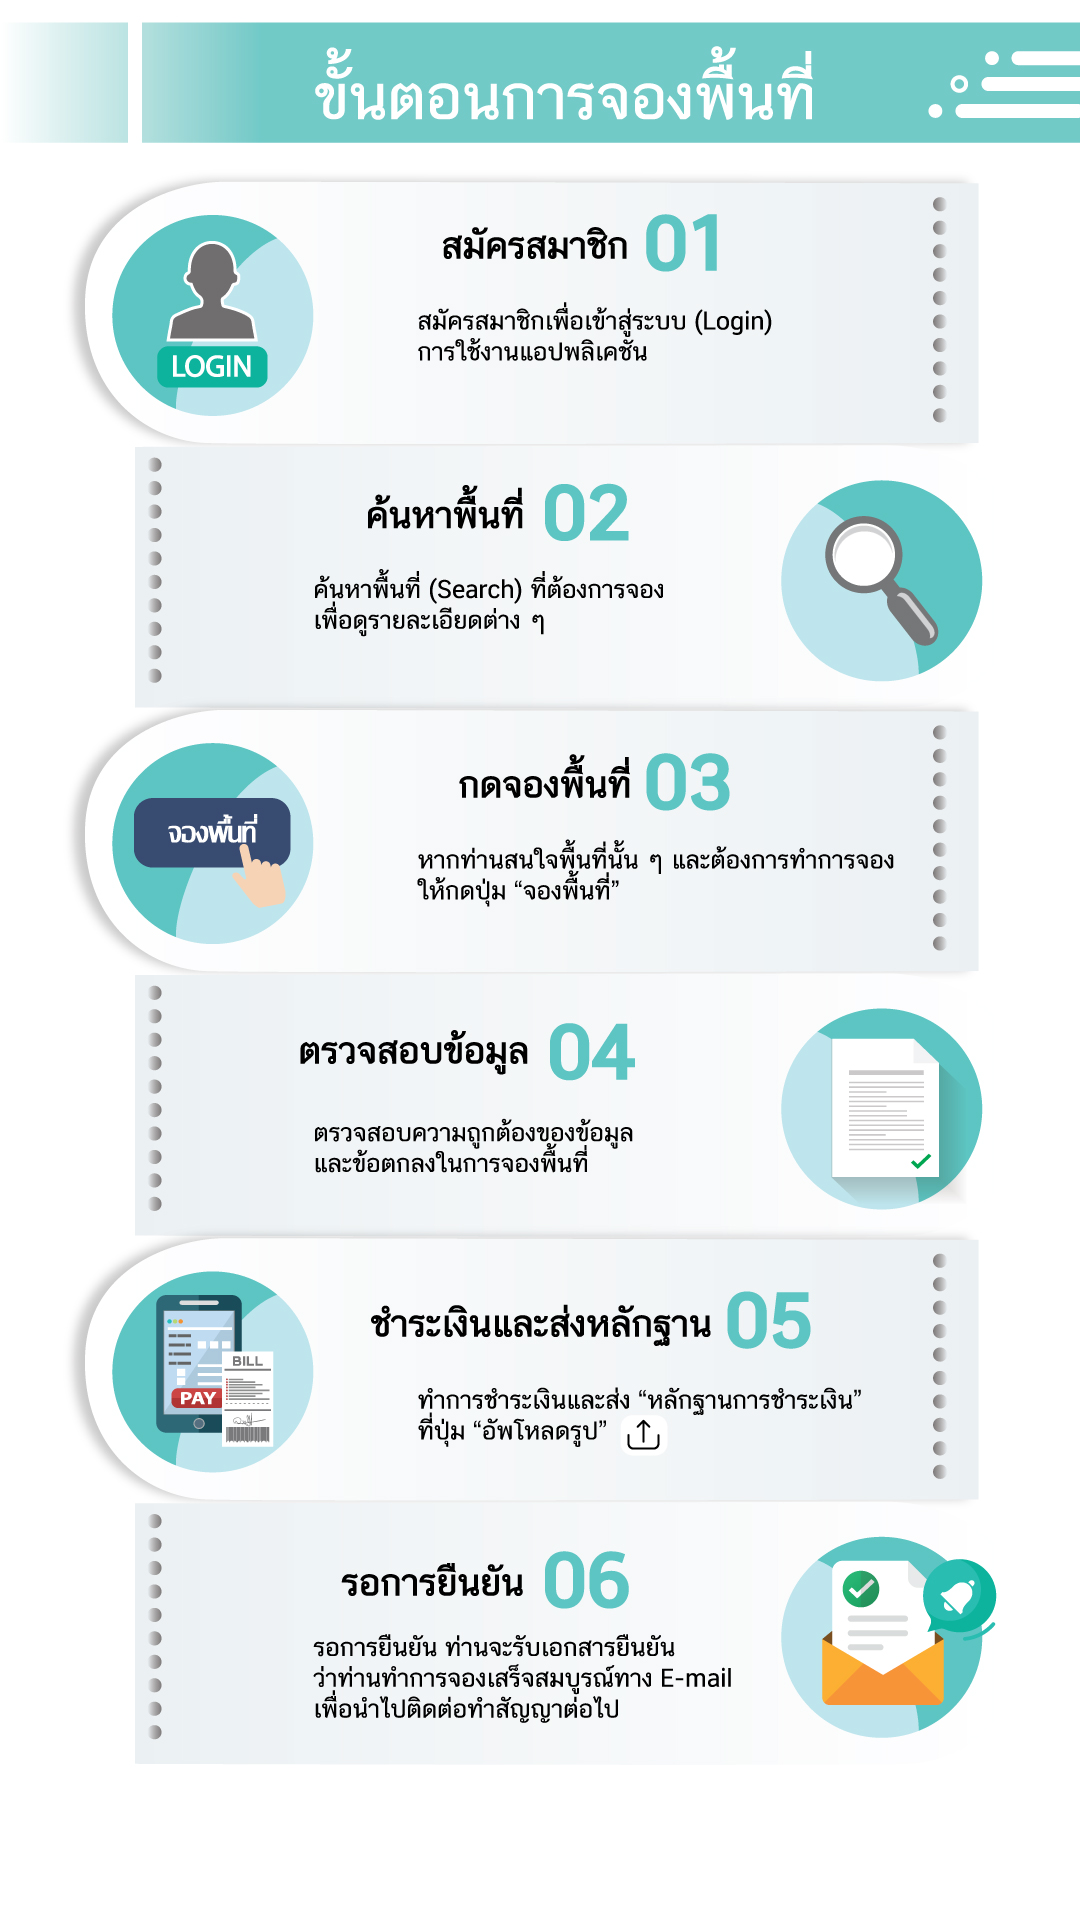 ขั้นตอนการจองพื้นที่
สมัครสมาชิก 01
LOGIN
สมัครสมาชิกเพื่อเข้าสู่ระบบ (Login)
การใช้งานแอปพลิเคชัน
ค้นหาพื้นที่ 02
ค้นหาพื้นที่ (Search) ที่ต้องการจอง
เพื่อดูรายละเอียดต่าง ๆ
กดจองพื้นที่ 03
จองพื้นที่
หากท่านสนใจพื้นที่นั้น ๆ และต้องการทำการจอง
ให้กดปุ่ม “จองพื้นที่”
ตรวจสอบข้อมูล 04
ตรวจสอบความถูกต้องของข้อมูล
และข้อตกลงในการจองพื้นที่
ชำระเงินและส่งหลักฐาน 05
BILL
PAY
ทำการชำระเงินและส่ง “หลักฐานการชำระเงิน”
ที่ปุ่ม “อัพโหลดรูป”
รอการยืนยัน 06
รอการยืนยัน ท่านจะรับเอกสารยืนยัน
ว่าท่านทำการจองเสร็จสมบูรณ์ทาง E-mail
เพื่อนำไปติดต่อทำสัญญาต่อไป